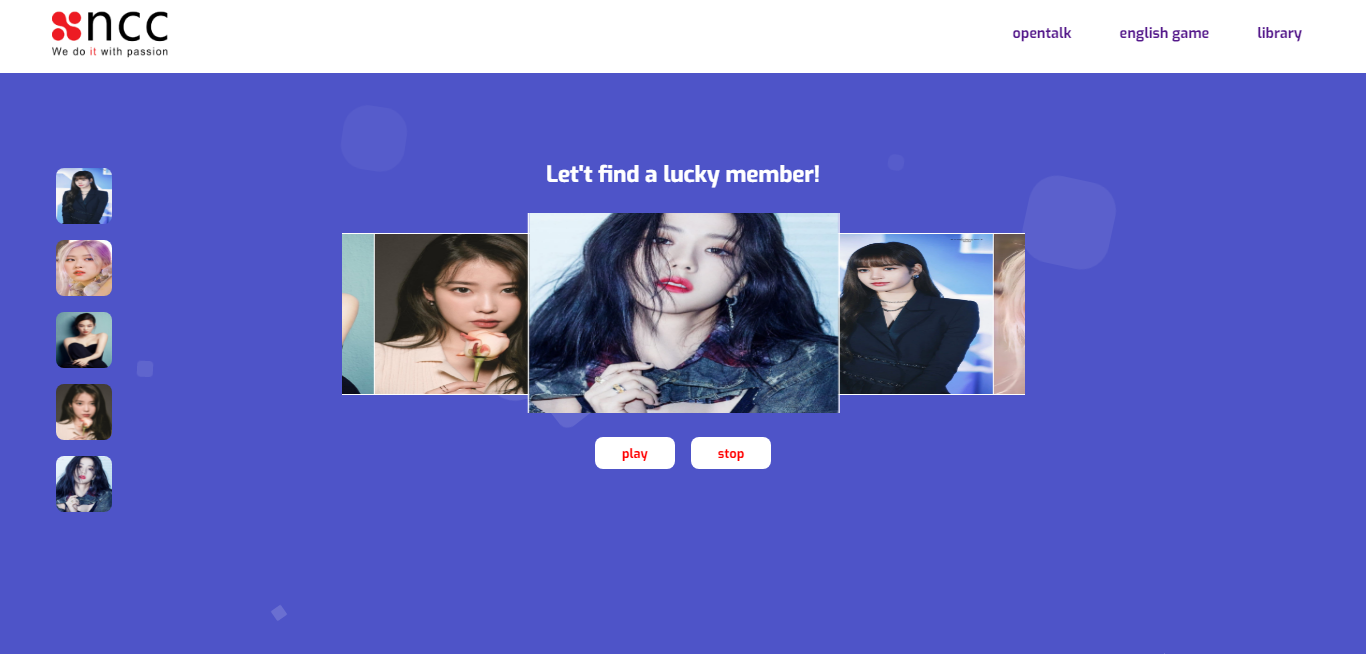 ncc
We do it with passion
opentalk
english game
library
Let't find a lucky member!
play
stop